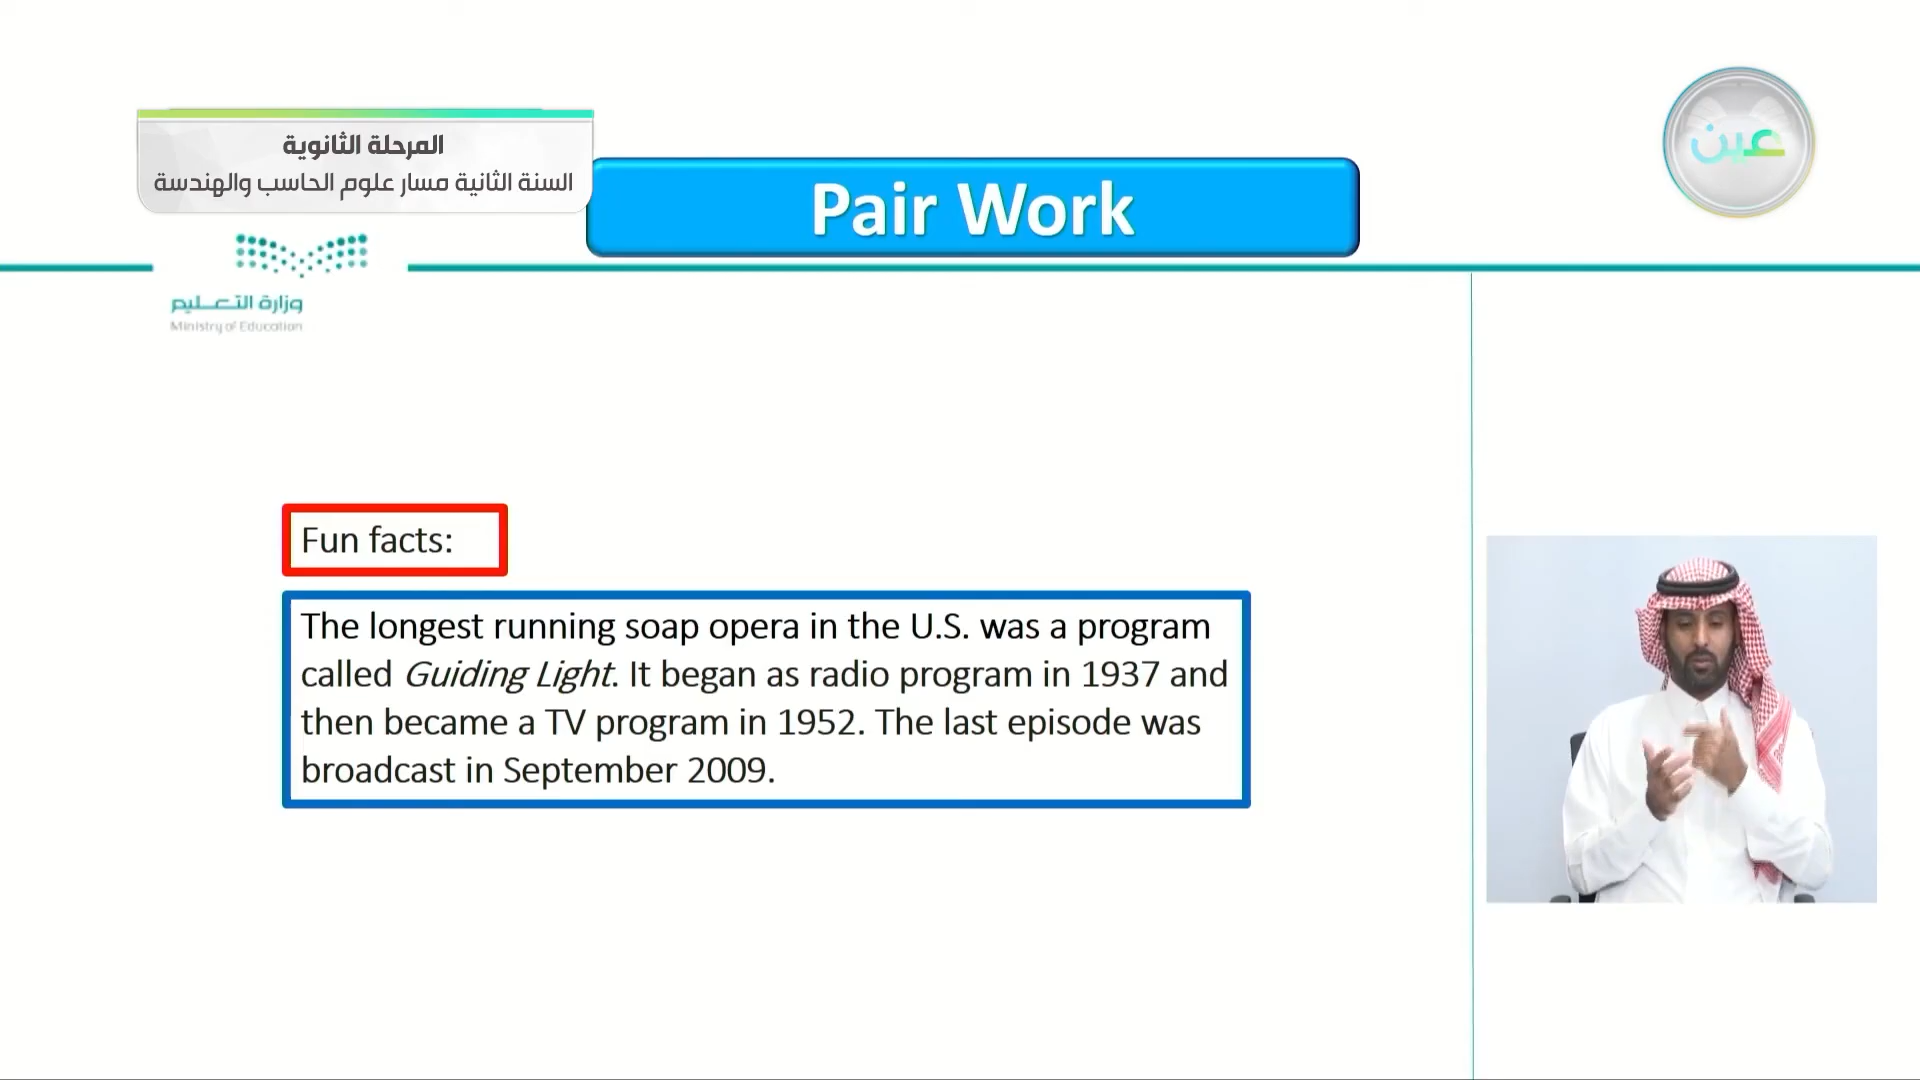 المرحلة الثانوية
السنة الثانية مسار علوم الحاسب والهندسة
عين
Pair Work
وزارة التعليم
Ministry of Education
Fun facts:
The longest running soap opera in the U.S. was a program
called Guiding Light. It began as radio program in 1937 and
then became a TV program in 1952. The last episode was
broadcast in September 2009.